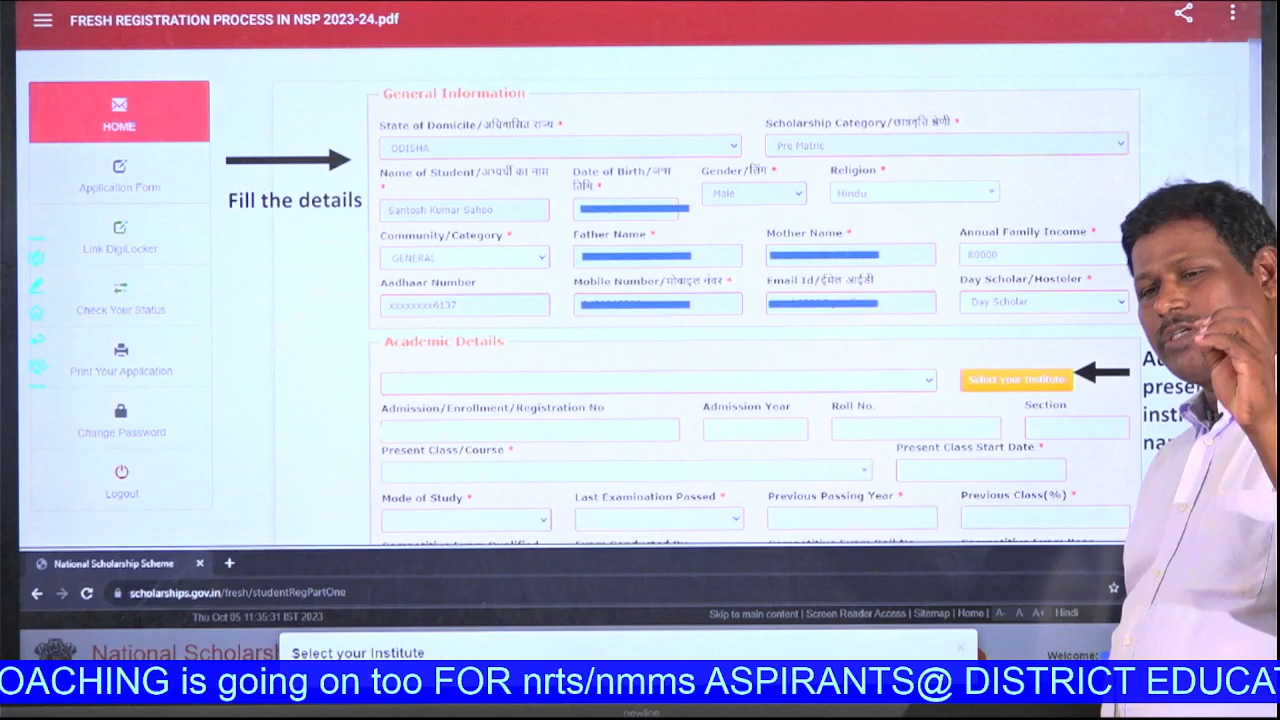 FRESH REGISTRATION PROCESS IN NSP 2023-24.pdf
HOME
Application Form
Link DigiLocker
Check Your Status
Print Your Application
Change Password
Logout
Fill the details
General Information
State of Domicile/अधिवासित राज्य * Scholarship Category/छात्रवृत्ति श्रेणी *
ODISHA Pre Matric
Name of Student/अभ्यर्थी का नाम * Date of Birth/जन्म तिथि * Gender/लिंग * Religion *
Santosh Kumar Sahoo Male Hindu
Community/Category * Father Name * Mother Name * Annual Family Income *
GENERAL 80000
Aadhaar Number Mobile Number/मोबाइल नंबर * Email Id/ईमेल आईडी Day Scholar/Hosteler *
xxxxxxxx6137 Day Scholar
Academic Details
Select your Institute
Admission/Enrollment/Registration No Admission Year Roll No. Section
Present Class/Course * Present Class Start Date *
Mode of Study * Last Examination Passed * Previous Passing Year * Previous Class(%) *
National Scholarship Scheme
scholarships.gov.in/fresh/studentRegPartOne
Thu Oct 05 11:35:31 IST 2023 Skip to main content | Screen Reader Access | Sitemap | Home | A- A A+ Hindi
National Scholarshi
Select your Institute
Welcome:
OACHING is going on too FOR nrts/nmms ASPIRANTS@ DISTRICT EDUCA
newline